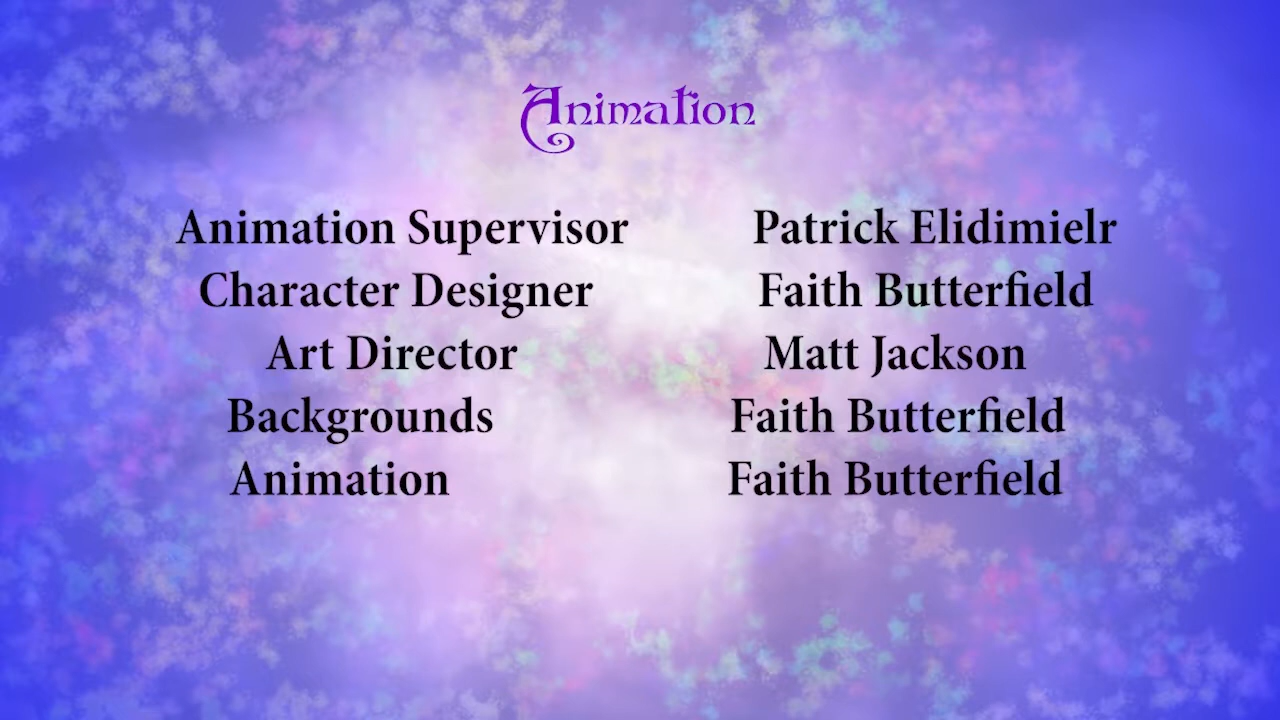 Animation
Animation Supervisor Patrick Elidimielr
Character Designer Faith Butterfield
Art Director Matt Jackson
Backgrounds Faith Butterfield
Animation Faith Butterfield